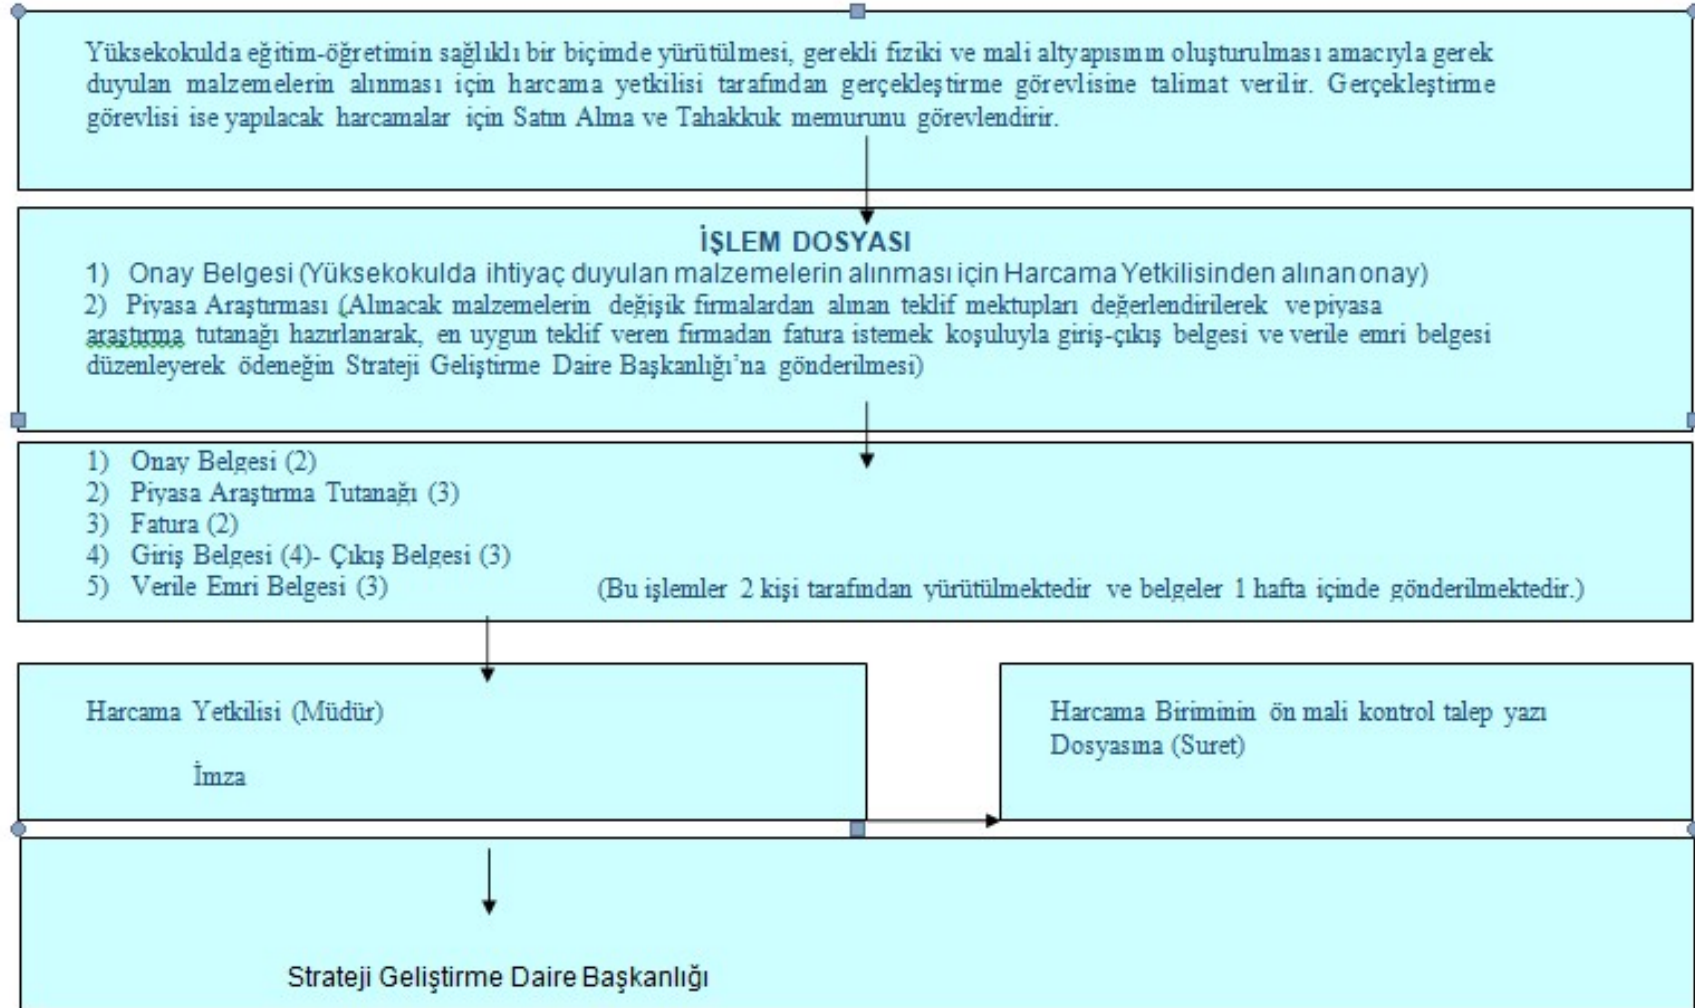 Yüksekokulda eğitim-öğretimin sağlıklı bir biçimde yürütülmesi, gerekli fiziki ve mali altyapısının oluşturulması amacıyla gerek
duyulan malzemelerin alınması için harcama yetkilisi tarafından gerçekleştirme görevlisine talimat verilir. Gerçekleştirme
görevlisi ise yapılacak harcamalar için Satın Alma ve Tahakkuk memurunu görevlendirir.
İŞLEM DOSYASI
1) Onay Belgesi (Yüksekokulda ihtiyaç duyulan malzemelerin alınması için Harcama Yetkilisinden alınan onay)
2) Piyasa Araştırması (Alınacak malzemelerin değişik firmalardan alınan teklif mektupları değerlendirilerek ve piyasa
araştırma tutanağı hazırlanarak, en uygun teklif veren firmadan fatura istemek koşuluyla giriş-çıkış belgesi ve verile emri belgesi
düzenleyerek ödeneğin Strateji Geliştirme Daire Başkanlığı’na gönderilmesi)
1) Onay Belgesi (2)
2) Piyasa Araştırma Tutanağı (3)
3) Fatura (2)
4) Giriş Belgesi (4)- Çıkış Belgesi (3)
5) Verile Emri Belgesi (3) (Bu işlemler 2 kişi tarafından yürütülmektedir ve belgeler 1 hafta içinde gönderilmektedir.)
Harcama Yetkilisi (Müdür)
İmza
Harcama Biriminin ön mali kontrol talep yazı
Dosyasına (Suret)
Strateji Geliştirme Daire Başkanlığı